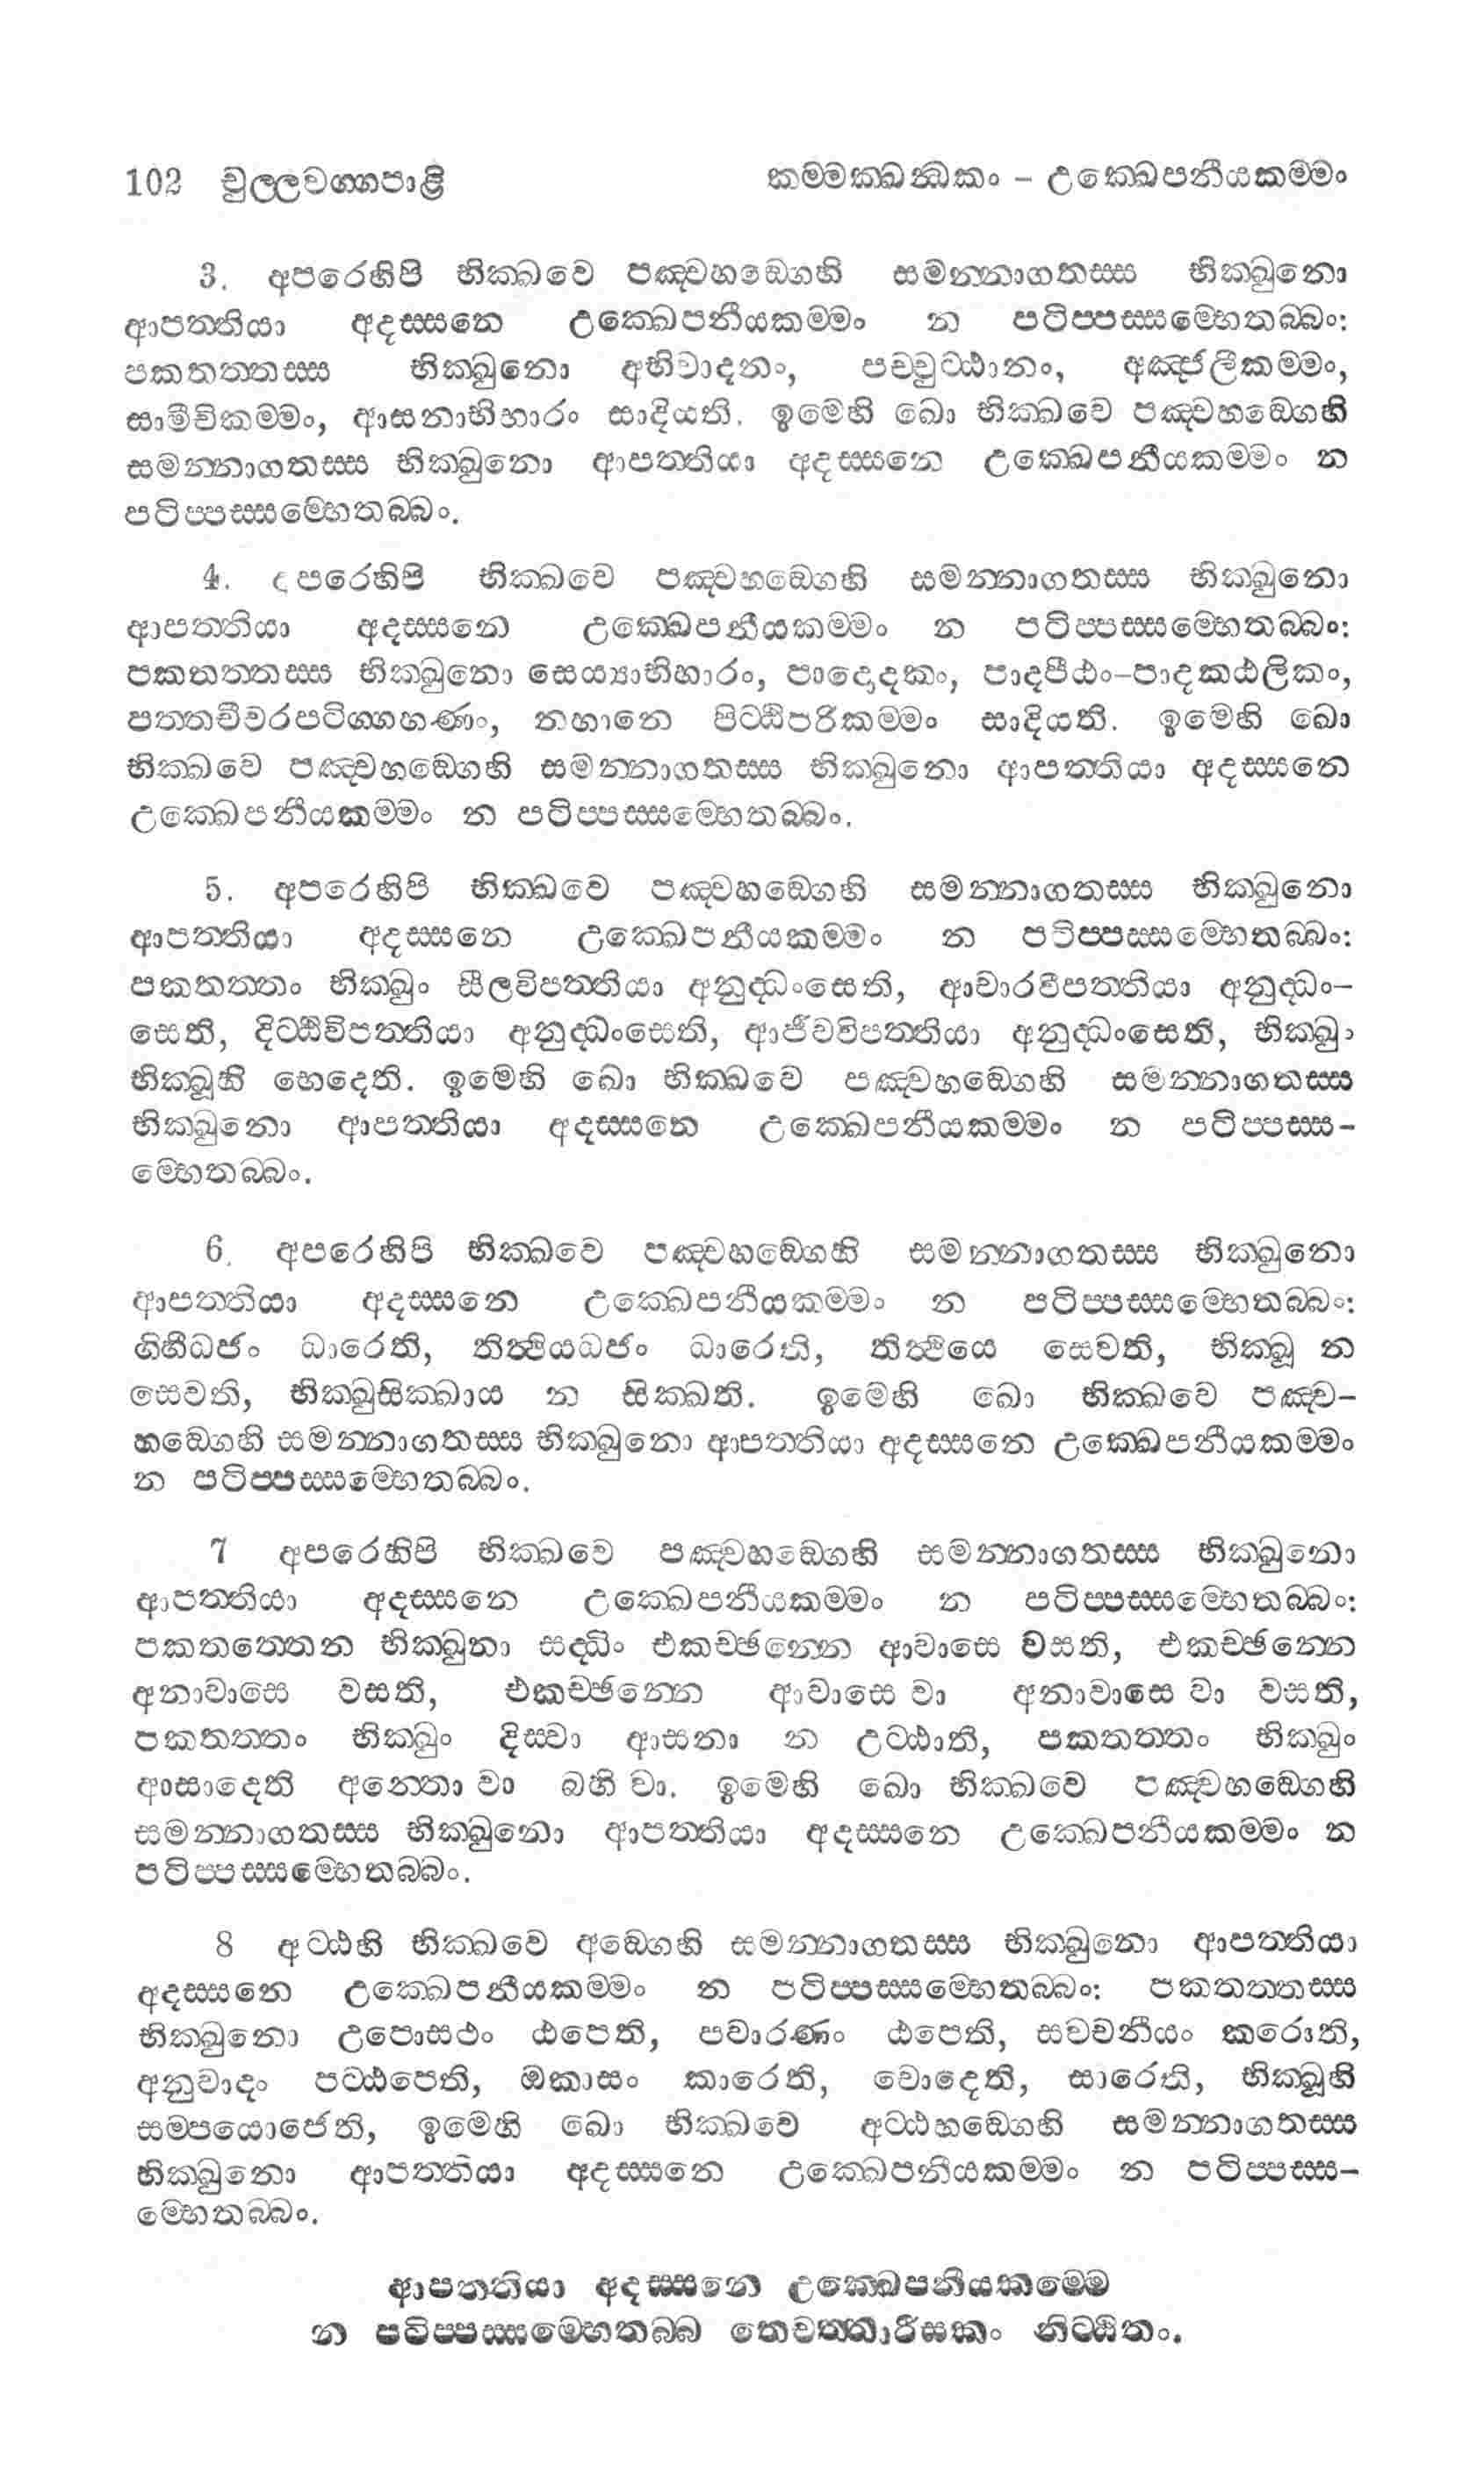 102 චුල්ලවග්ගපාළි කම්මක්ඛන්ධකං – උක්ඛෙපනීයකම්මං
3. අපරෙහිපි භික්ඛවෙ පඤ්චහඞ්ගෙහි සමන්නාගතස්ස භික්ඛුනො
ආපත්තියා අදස්සනෙ උක්ඛෙපනීයකම්මං න පටිප්පස්සම්භෙතබ්බං:
පකතත්තස්ස භික්ඛුනො අභිවාදනං, පච්චුට්ඨානං, අඤ්ජලීකම්මං,
සාමීචිකම්මං, ආසනාභිහාරං සාදියති. ඉමෙහි ඛො භික්ඛවෙ පඤ්චහඞ්ගෙහි
සමන්නාගතස්ස භික්ඛුනො ආපත්තියා අදස්සනෙ උක්ඛෙපනීයකම්මං න
පටිප්පස්සම්භෙතබ්බං.
4. අපරෙහිපි භික්ඛවෙ පඤ්චහඞ්ගෙහි සමන්නාගතස්ස භික්ඛුනො
ආපත්තියා අදස්සනෙ උක්ඛෙපනීයකම්මං න පටිප්පස්සම්භෙතබ්බං:
පකතත්තස්ස භික්ඛුනො සෙය්‍යාභිහාරං, පාදොදකං, පාදපීඨං–පාදකඨලිකං,
පත්තචීවරපටිග්ගහණං, නහානෙ පිට්ඨිපරිකම්මං සාදියති. ඉමෙහි ඛො
භික්ඛවෙ පඤ්චහඞ්ගෙහි සමන්නාගතස්ස භික්ඛුනො ආපත්තියා අදස්සනෙ
උක්ඛෙපනීයකම්මං න පටිප්පස්සම්භෙතබ්බං.
5. අපරෙහිපි භික්ඛවෙ පඤ්චහඞ්ගෙහි සමන්නාගතස්ස භික්ඛුනො
ආපත්තියා අදස්සනෙ උක්ඛෙපනීයකම්මං න පටිප්පස්සම්භෙතබ්බං:
පකතත්තං භික්ඛුං සීලවිපත්තියා අනුද්ධංසෙති, ආචාරවිපත්තියා අනුද්ධං–
සෙති, දිට්ඨිවිපත්තියා අනුද්ධංසෙති, ආජීවවිපත්තියා අනුද්ධංසෙති, භික්ඛු
භික්ඛූහි භෙදෙති. ඉමෙහි ඛො භික්ඛවෙ පඤ්චහඞ්ගෙහි සමන්නාගතස්ස
භික්ඛුනො ආපත්තියා අදස්සනෙ උක්ඛෙපනීයකම්මං න පටිප්පස්ස–
ම්භෙතබ්බං.
6. අපරෙහිපි භික්ඛවෙ පඤ්චහඞ්ගෙහි සමන්නාගතස්ස භික්ඛුනො
ආපත්තියා අදස්සනෙ උක්ඛෙපනීයකම්මං න පටිප්පස්සම්භෙතබ්බං:
ගිහීධජං ධාරෙති, තිත්ථියධජං ධාරෙති, තිත්ථියෙ සෙවති, භික්ඛූ න
සෙවති, භික්ඛුසික්ඛාය න සික්ඛති. ඉමෙහි ඛො භික්ඛවෙ පඤ්ච–
හඞ්ගෙහි සමන්නාගතස්ස භික්ඛුනො ආපත්තියා අදස්සනෙ උක්ඛෙපනීයකම්මං
න පටිප්පස්සම්භෙතබ්බං.
7 අපරෙහිපි භික්ඛවෙ පඤ්චහඞ්ගෙහි සමන්නාගතස්ස භික්ඛුනො
ආපත්තියා අදස්සනෙ උක්ඛෙපනීයකම්මං න පටිප්පස්සම්භෙතබ්බං:
පකතත්තෙන භික්ඛුනා සද්ධිං එකච්ඡන්නෙ ආවාසෙ වසති, එකච්ඡන්නෙ
අනාවාසෙ වසති, එකච්ඡන්නෙ ආවාසෙ වා අනාවාසෙ වා වසති,
පකතත්තං භික්ඛුං දිස්වා ආසනා න උට්ඨාති, පකතත්තං භික්ඛුං
ආසාදෙති අන්තො වා බහි වා. ඉමෙහි ඛො භික්ඛවෙ පඤ්චහඞ්ගෙහි
සමන්නාගතස්ස භික්ඛුනො ආපත්තියා අදස්සනෙ උක්ඛෙපනීයකම්මං න
පටිප්පස්සම්භෙතබ්බං.
8 අට්ඨහි භික්ඛවෙ අඞ්ගෙහි සමන්නාගතස්ස භික්ඛුනො ආපත්තියා
අදස්සනෙ උක්ඛෙපනීයකම්මං න පටිප්පස්සම්භෙතබ්බං: පකතත්තස්ස
භික්ඛුනො උපොසථං ඨපෙති, පවාරණං ඨපෙති, සවචනීයං කරොති,
අනුවාදං පට්ඨපෙති, ඔකාසං කාරෙති, චොදෙති, සාරෙති, භික්ඛූහි
සම්පයොජෙති, ඉමෙහි ඛො භික්ඛවෙ අට්ඨහඞ්ගෙහි සමන්නාගතස්ස
භික්ඛුනො ආපත්තියා අදස්සනෙ උක්ඛෙපනීයකම්මං න පටිප්පස්ස–
ම්භෙතබ්බං.
ආපත්තියා අදස්සනෙ උක්ඛෙපනීයකම්මෙ
න පටිප්පස්සම්භෙතබ්බ තෙචත්තාරීසකං නිට්ඨිතං.